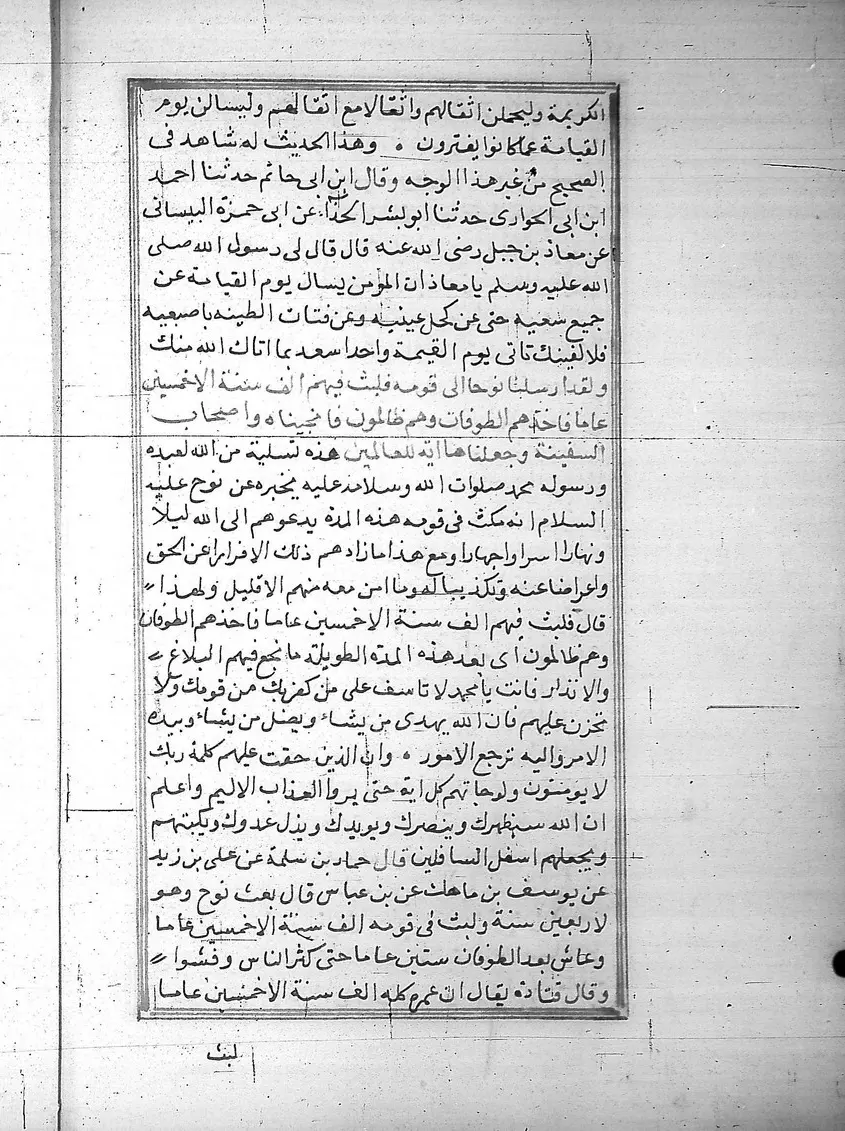 الكريمة وليحملن اثقالهم واثقالا مع اثقالهم وليسالن يوم
القيامة عما كانوا يفترون ۰ وهذا الحديث له شاهد فى
الصحيح من غير هذا الوجه وقال ابن ابى حاتم حدثنا احمد
ابن ابى الحوارى حدثنا ابو بشر الحذا عن ابى حمزة البيسانى
عن معاذ بن جبل رضى الله عنه قال قال لى رسول الله صلى
الله عليه وسلم يا معاذ ان المؤمن يسال يوم القيامة عن
جميع سعيه حتى عن كحل عينيه وعن فتات الطينه باصبعيه
فلا الفينك تاتى يوم القيمة واحد اسعد بما اتاك الله منك
ولقد ارسلنا نوحا الى قومه فلبث فيهم الف سنة الا خمسين
عاما فاخذهم الطوفات وهم ظالمون فانجيناه واصحاب
السفينة وجعلناها اية للعالمين هذه تسلية من الله لعبده
ورسوله محمد صلوات الله وسلامه عليه يخبره عن نوح عليه
السلام انه مكث فى قومه هذه المدة يدعوهم الى الله ليلا
ونهارا سرا واجهارا ومع هذا ما زادهم ذلك الا فرارا عن الحق
واعراضا عنه وتكذيبا له وما امن معه منهم الا قليل ولهذا
قال فلبث فيهم الف سنة الا خمسين عاما فاخذهم الطوفان
وهم ظالمون اى بعد هذه المدة الطويلة ما نجع فيهم البلاغ
والانذار فانت يا محمد لا تاسف على من كفر بك من قومك ولا
تحزن عليهم فان الله يهدى من يشاء ويضل من يشاء وبيده
الامر واليه ترجع الامور ۰ وان الذين حقت عليهم كلمة ربك
لا يومنون ولو جاتهم كل اية حتى يروا العذاب الاليم واعلم
ان الله سيظهرك وينصرك ويويدك ويذل عدوك ويكبتهم
ويجعلهم اسفل السافلين قال حماد بن سلمة عن على بن زيد
عن يوسف بن ماهك عن بن عباس قال بعث نوح وهو
لاربعين سنة ولبث فى قومه الف سنة الا خمسين عاما
وعاش بعد الطوفان ستين عاما حتى كثر الناس وفشوا
وقال قتادة يقال ان عمره كله الف سنة الا خمسين عاما
لبث